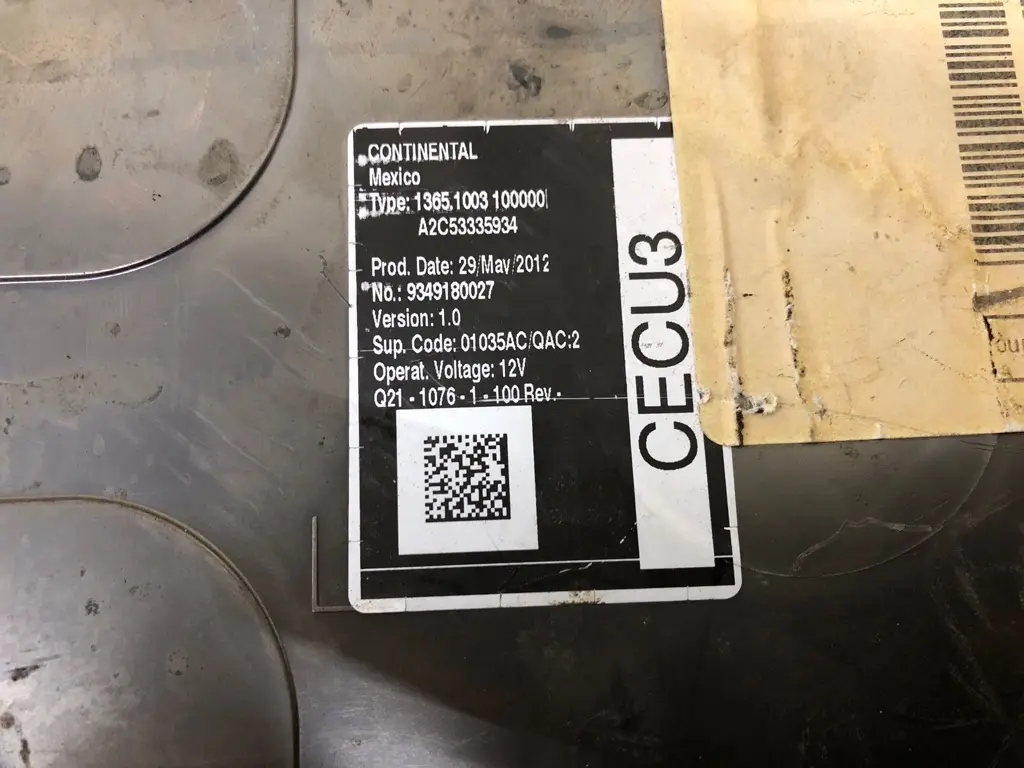 CONTINENTAL
Mexico
Type: 1365.1003 100000
A2C53335934
Prod. Date: 29/May/2012
No.: 9349180027
Version: 1.0
Sup. Code: 01035AC/QAC:2
Operat. Voltage: 12V
Q21 - 1076 - 1 - 100 Rev.-
CECU3